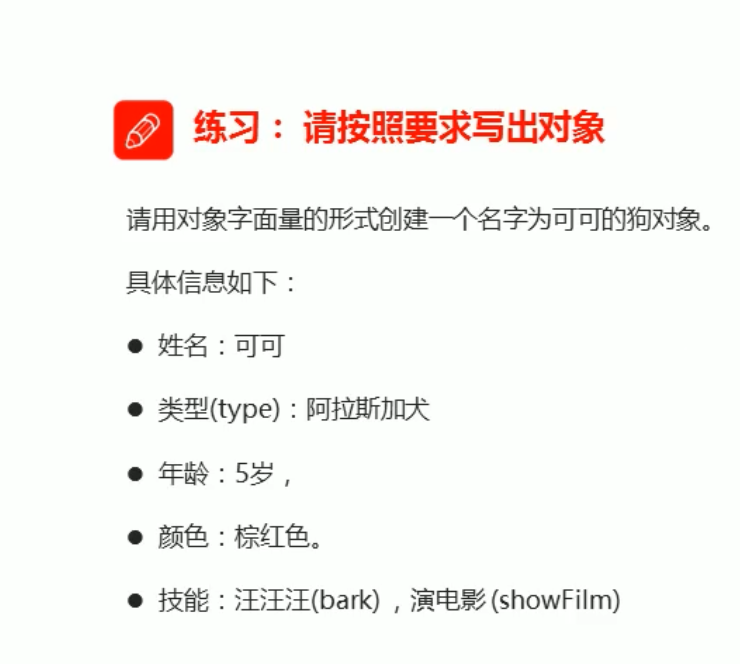 练习：请按照要求写出对象
请用对象字面量的形式创建一个名字为可可的狗对象。
具体信息如下：
● 姓名：可可
● 类型(type)：阿拉斯加犬
● 年龄：5岁，
● 颜色：棕红色。
● 技能：汪汪汪(bark)，演电影(showFilm)